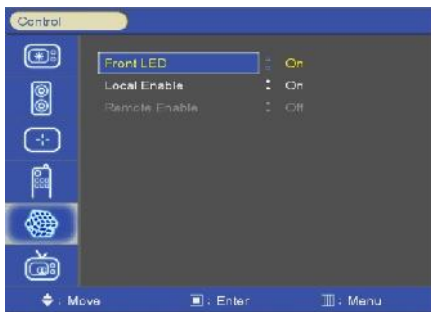 Control
Front LED : On
Local Enable : On
Remote Enable : Off
: Move : Enter : Menu